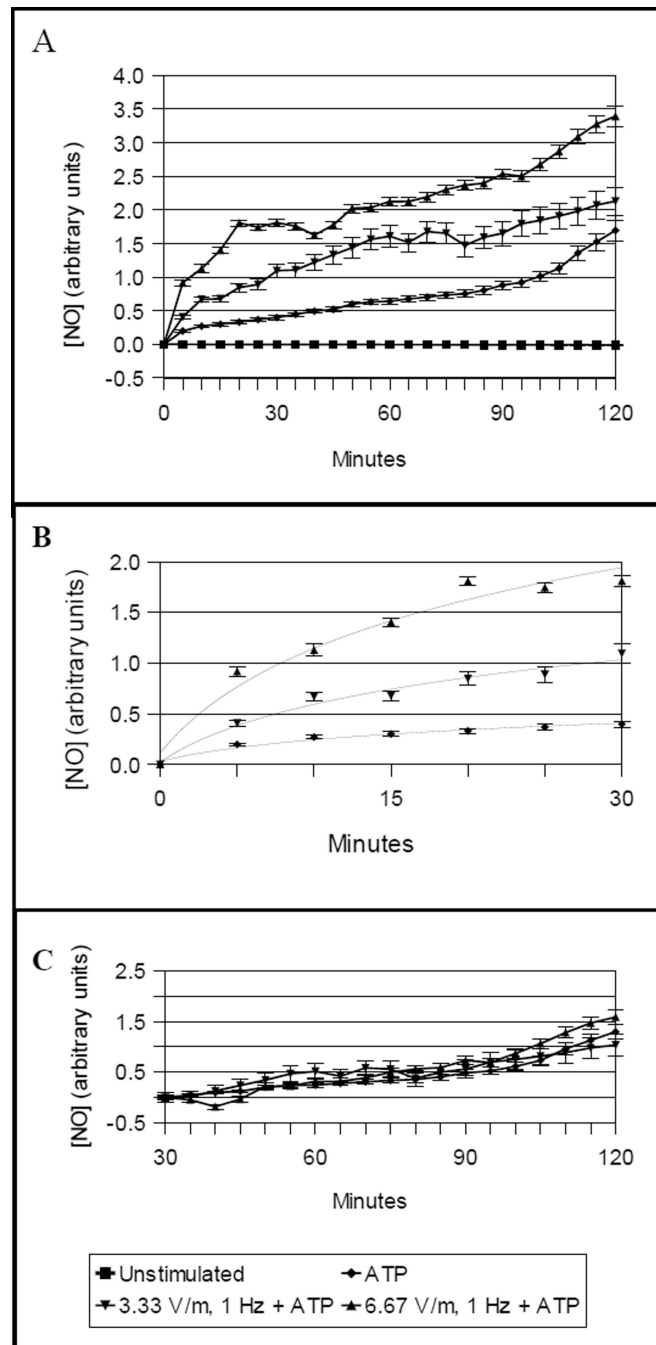 A
[NO] (arbitrary units)
4.0
3.5
3.0
2.5
2.0
1.5
1.0
0.5
0.0
-0.5
0 30 60 90 120
Minutes
B
[NO] (arbitrary units)
2.0
1.5
1.0
0.5
0.0
0 15 30
Minutes
C
[NO] (arbitrary units)
2.5
1.5
0.5
-0.5
30 60 90 120
Minutes
Unstimulated ATP
3.33 V/m, 1 Hz + ATP 6.67 V/m, 1 Hz + ATP